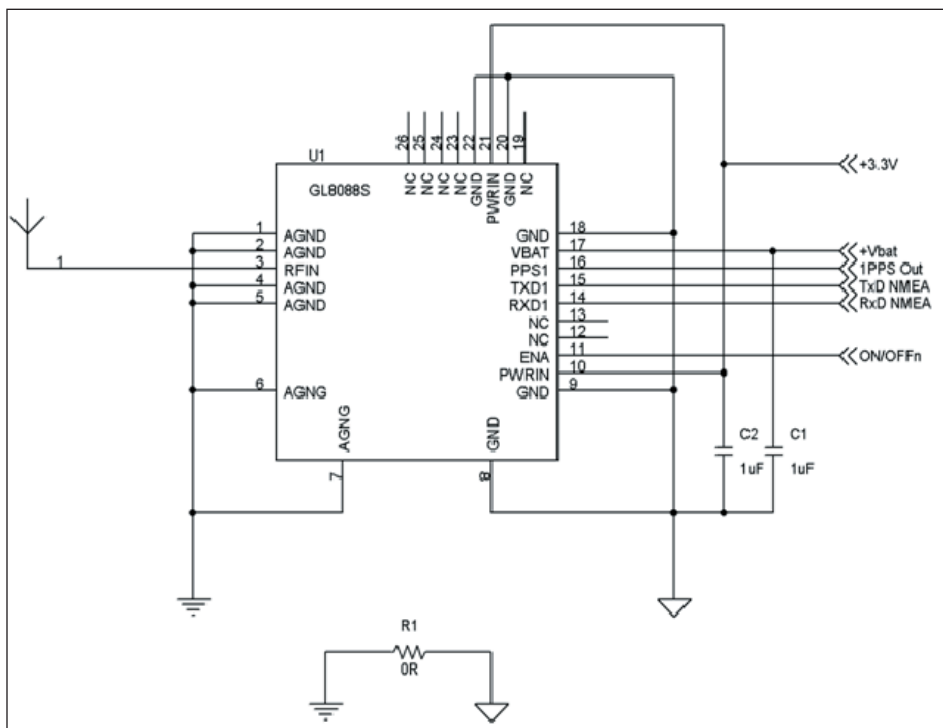 26
25
24
23
22
21
20
19
NC
NC
NC
NC
GND
PWRIN
GND
NC
U1
GL8088S
+3.3V
1 AGND
2 AGND
1
3 RFIN
4 AGND
5 AGND
6 AGNG
AGNG
7
GND
8
GND 18
VBAT 17 +Vbat
PPS1 16 1PPS Out
TXD1 15 TxD NMEA
RXD1 14 RxD NMEA
NC 13
NC 12
ENA 11 ON/OFFn
PWRIN 10
GND 9
C2
1uF
C1
1uF
R1
0R